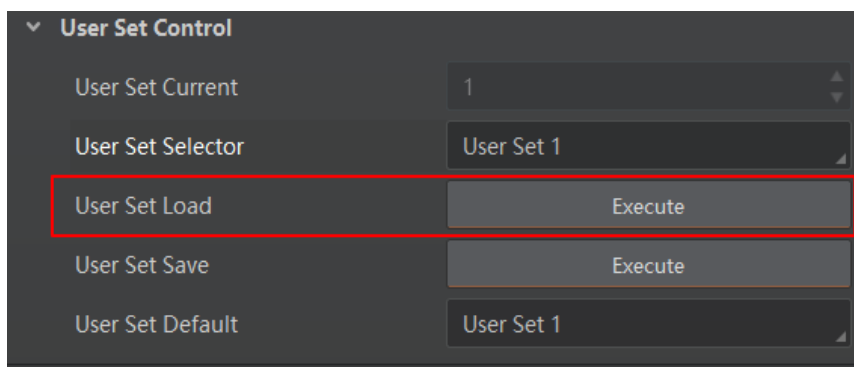 User Set Control
User Set Current 1
User Set Selector User Set 1
User Set Load Execute
User Set Save Execute
User Set Default User Set 1